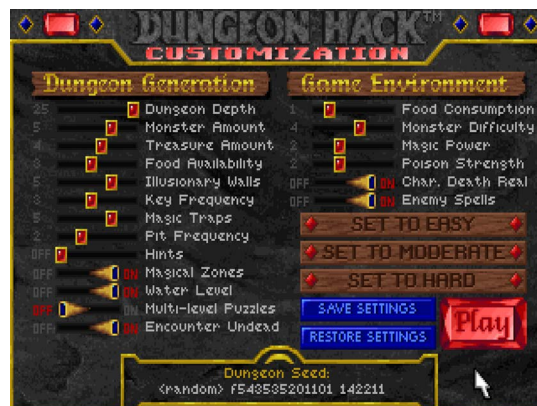 DUNGEON HACK™
CUSTOMIZATION
Dungeon Generation
25 Dungeon Depth
5 Monster Amount
4 Treasure Amount
3 Food Availability
5 Illusionary Walls
3 Key Frequency
5 Magic Traps
2 Pit Frequency
OFF Hints
OFF ON Magical Zones
OFF ON Water Level
OFF ON Multi-level Puzzles
OFF ON Encounter Undead
Game Environment
1 Food Consumption
4 Monster Difficulty
2 Magic Power
2 Poison Strength
OFF ON Char. Death Real
OFF ON Enemy Spells
SET TO EASY
SET TO MODERATE
SET TO HARD
SAVE SETTINGS
RESTORE SETTINGS
Play
Dungeon Seed:
<random> f543535201101 142211